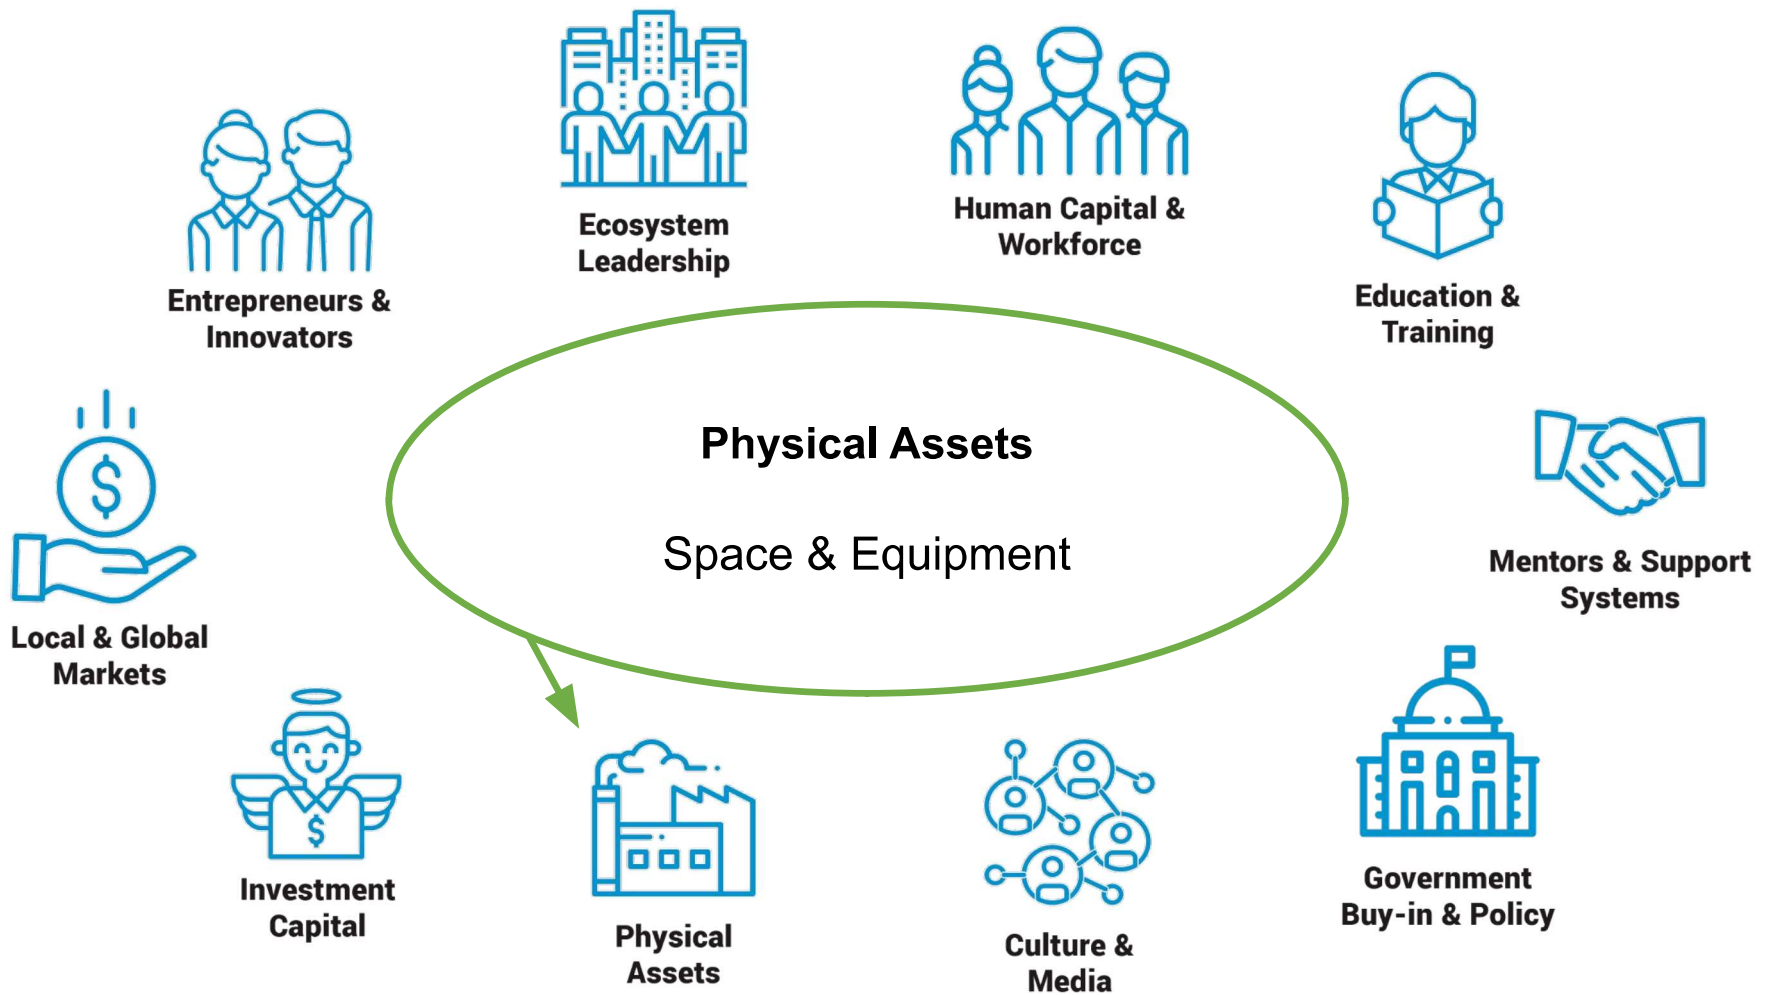 Ecosystem
Leadership
Human Capital &
Workforce
Entrepreneurs &
Innovators
Education &
Training
Physical Assets
Space & Equipment
$
Local & Global
Markets
Mentors & Support
Systems
$
Investment
Capital
Physical
Assets
Culture &
Media
Government
Buy-in & Policy